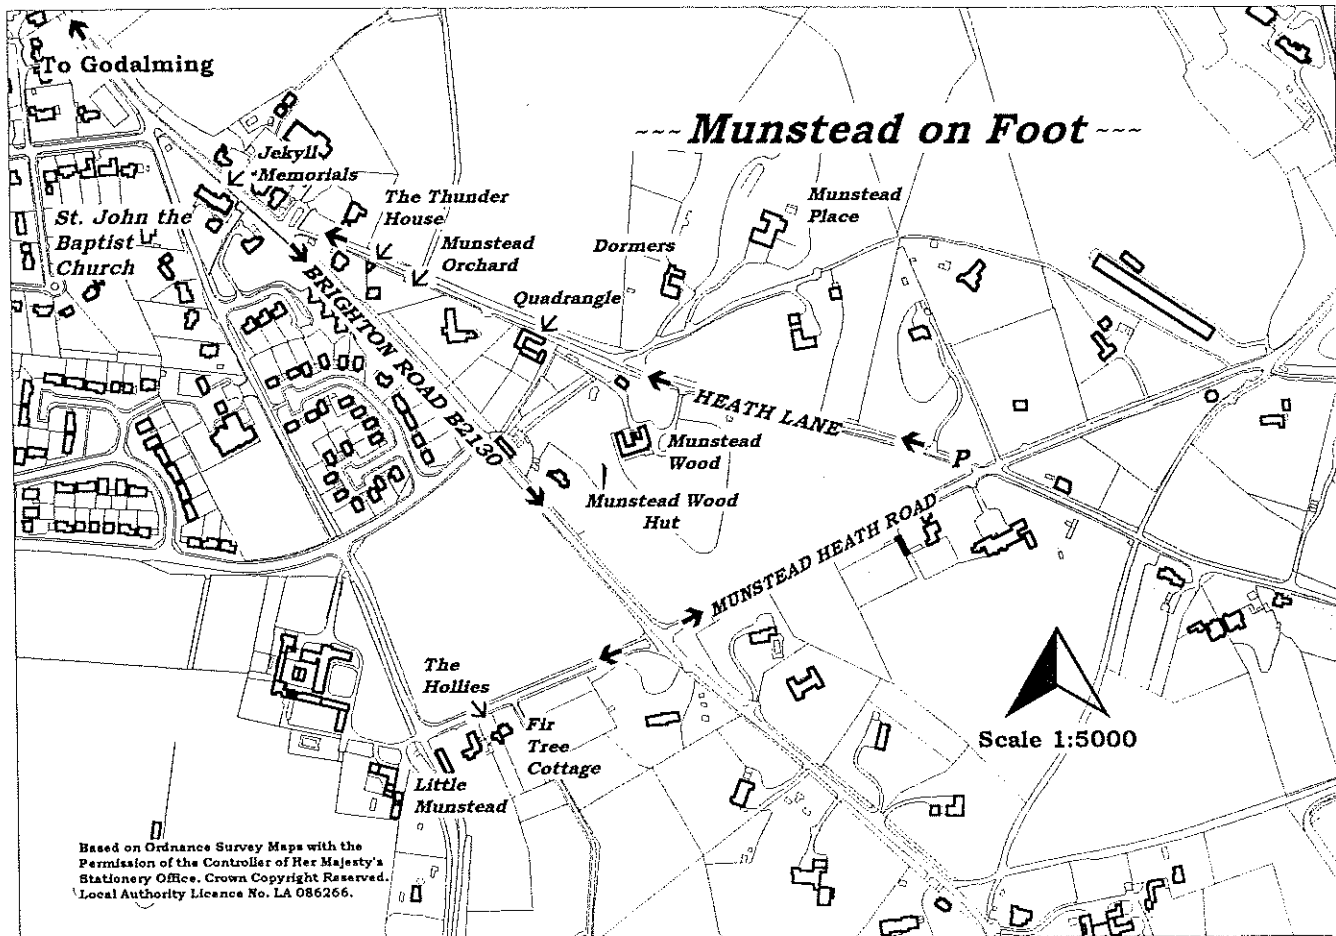 To Godalming
~~~ Munstead on Foot ~~~
Jekyll
Memorials
The Thunder
House
Munstead
Place
St. John the
Baptist
Church
Munstead
Orchard
Dormers
Quadrangle
BRIGHTON ROAD B2130
HEATH LANE
P
Munstead
Wood
Munstead Wood
Hut
MUNSTEAD HEATH ROAD
The
Hollies
Fir
Tree
Cottage
Little
Munstead
Scale 1:5000
Based on Ordnance Survey Maps with the
Permission of the Controller of Her Majesty's
Stationery Office. Crown Copyright Reserved.
Local Authority Licence No. LA 086266.